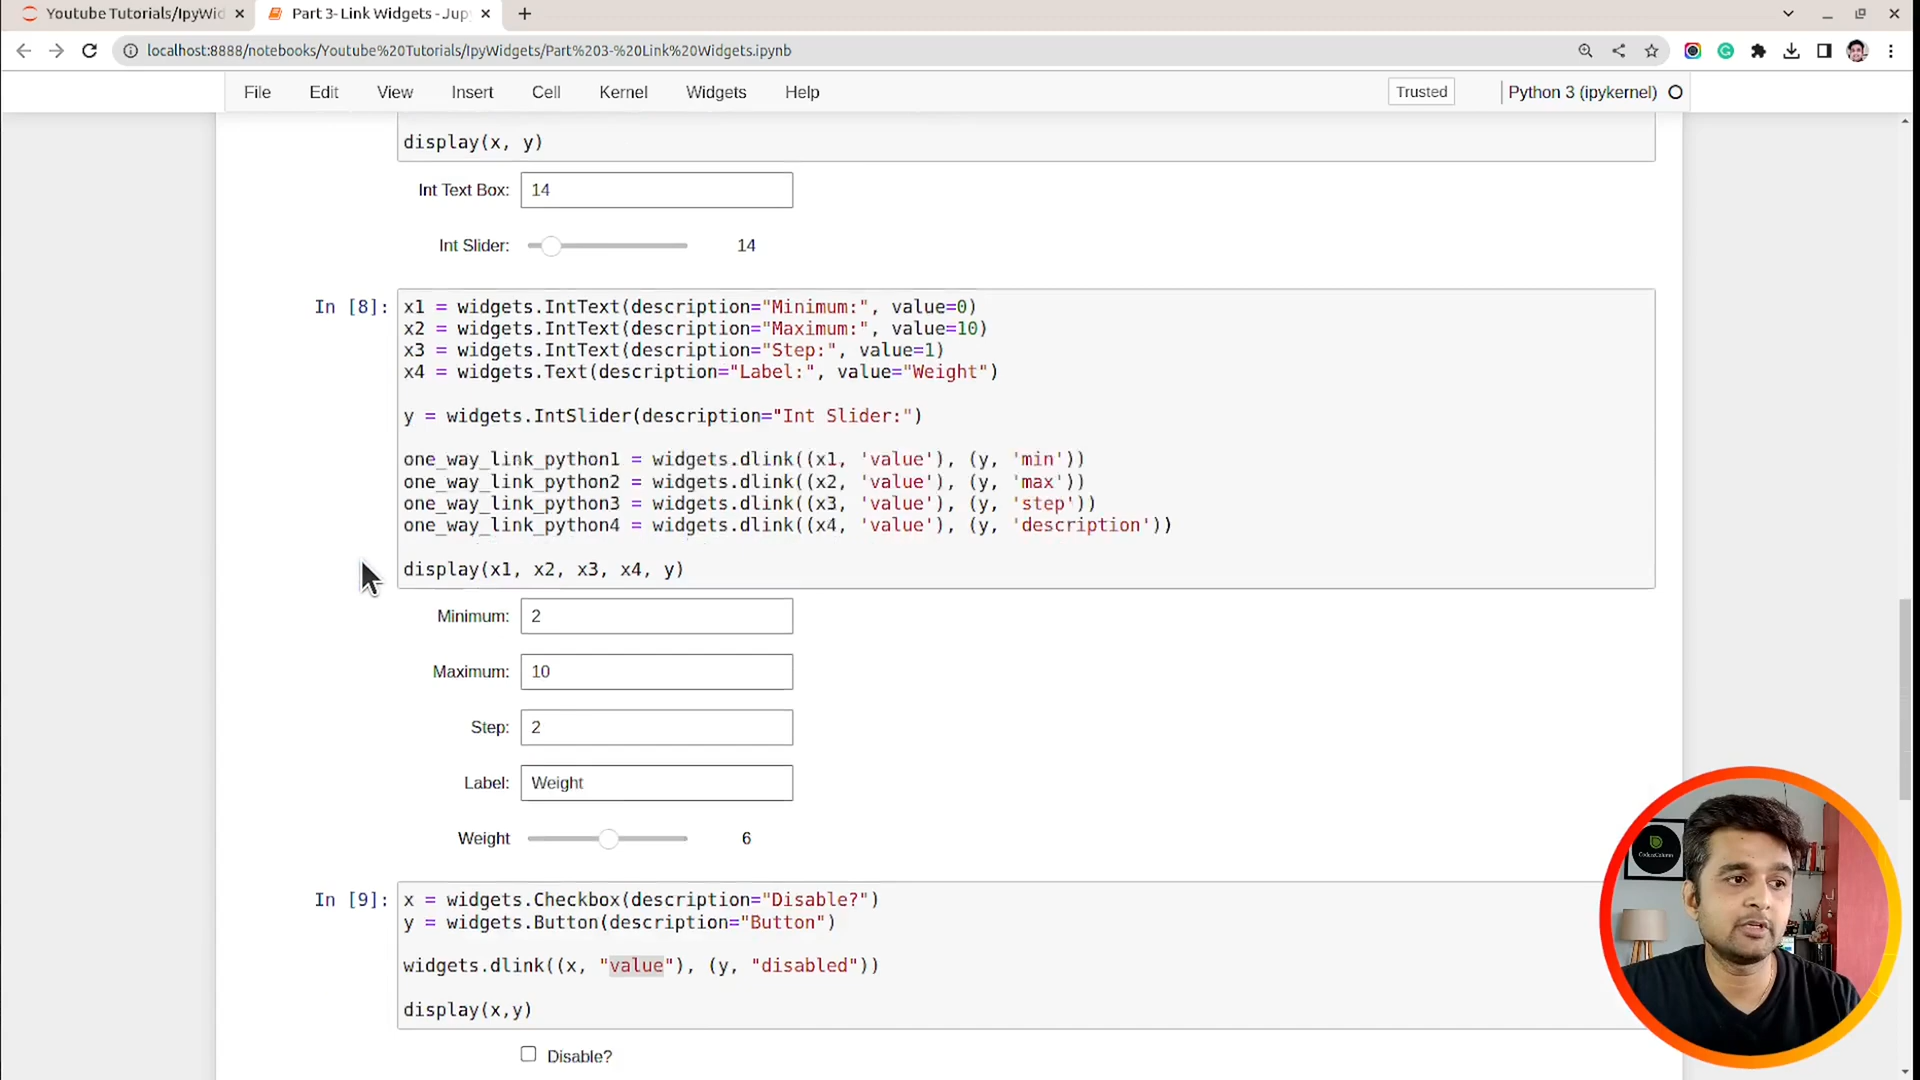 Youtube Tutorials/IpyWid
Part 3- Link Widgets - Jup
localhost:8888/notebooks/Youtube%20Tutorials/IpyWidgets/Part%203-%20Link%20Widgets.ipynb
File Edit View Insert Cell Kernel Widgets Help
Trusted
Python 3 (ipykernel)
display(x, y)
Int Text Box: 14
Int Slider: 14
In [8]:
x1 = widgets.IntText(description="Minimum:", value=0)
x2 = widgets.IntText(description="Maximum:", value=10)
x3 = widgets.IntText(description="Step:", value=1)
x4 = widgets.Text(description="Label:", value="Weight")
y = widgets.IntSlider(description="Int Slider:")
one_way_link_python1 = widgets.dlink((x1, 'value'), (y, 'min'))
one_way_link_python2 = widgets.dlink((x2, 'value'), (y, 'max'))
one_way_link_python3 = widgets.dlink((x3, 'value'), (y, 'step'))
one_way_link_python4 = widgets.dlink((x4, 'value'), (y, 'description'))
display(x1, x2, x3, x4, y)
Minimum: 2
Maximum: 10
Step: 2
Label: Weight
Weight 6
In [9]:
x = widgets.Checkbox(description="Disable?")
y = widgets.Button(description="Button")
widgets.dlink((x, "value"), (y, "disabled"))
display(x,y)
Disable?
CoderzColumn